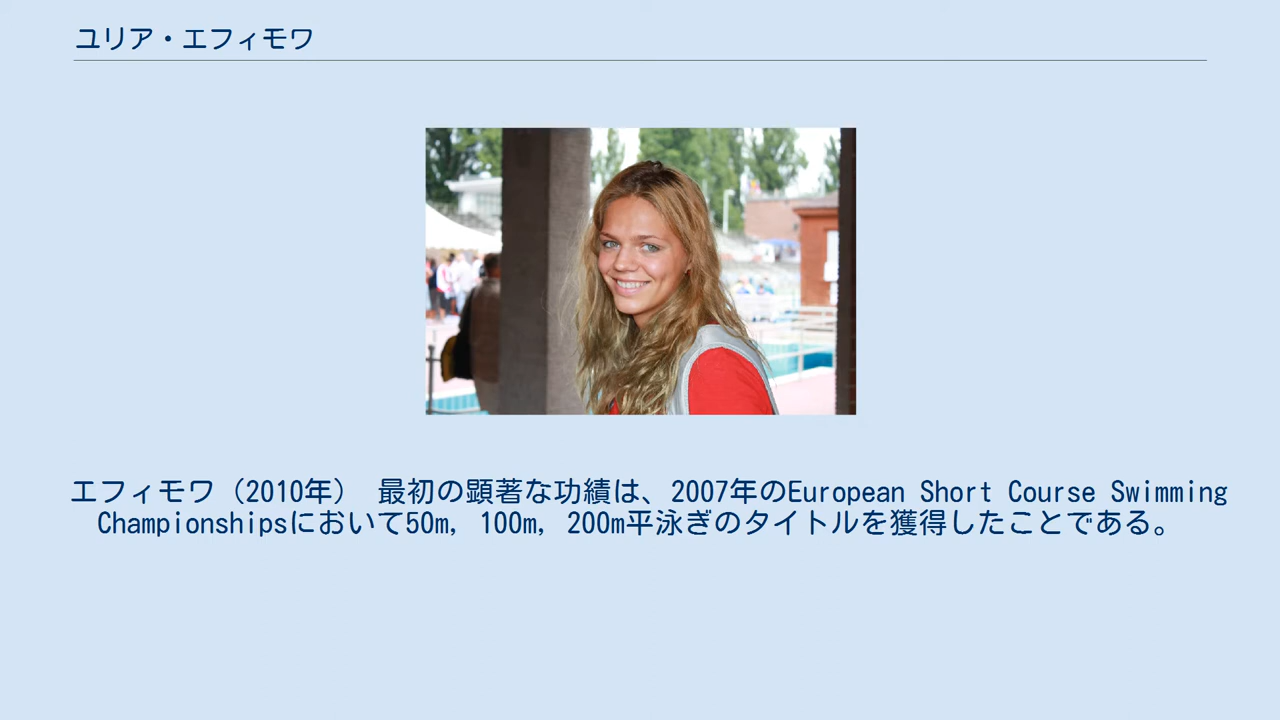 ユリア・エフィモワ
エフィモワ（2010年） 最初の顕著な功績は、2007年のEuropean Short Course Swimming
Championshipsにおいて50m, 100m, 200m平泳ぎのタイトルを獲得したことである。